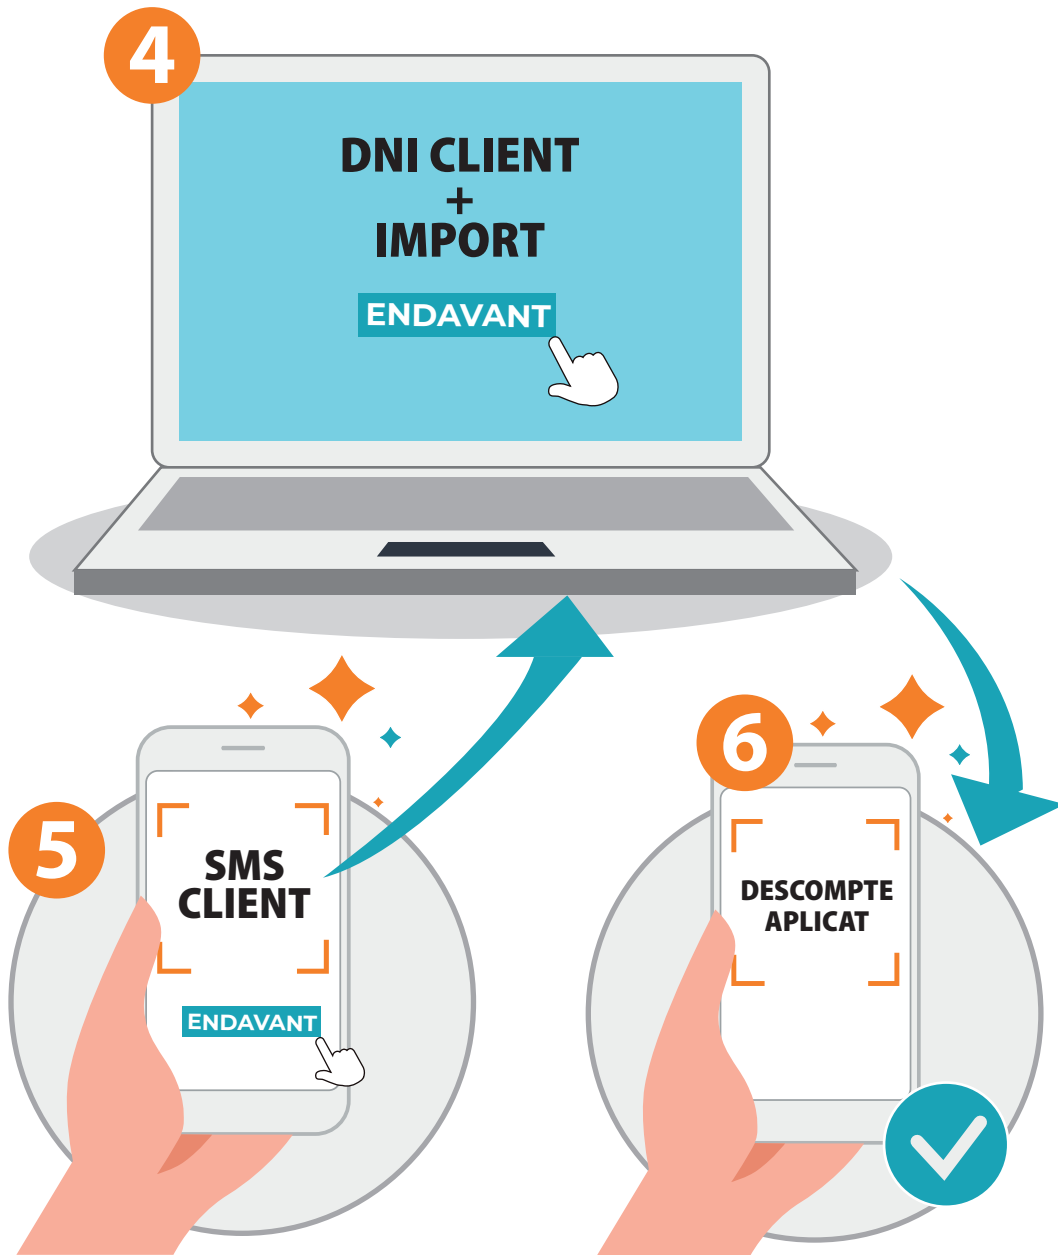 4
DNI CLIENT
+
IMPORT
ENDAVANT
5
SMS
CLIENT
ENDAVANT
6
DESCOMPTE
APLICAT